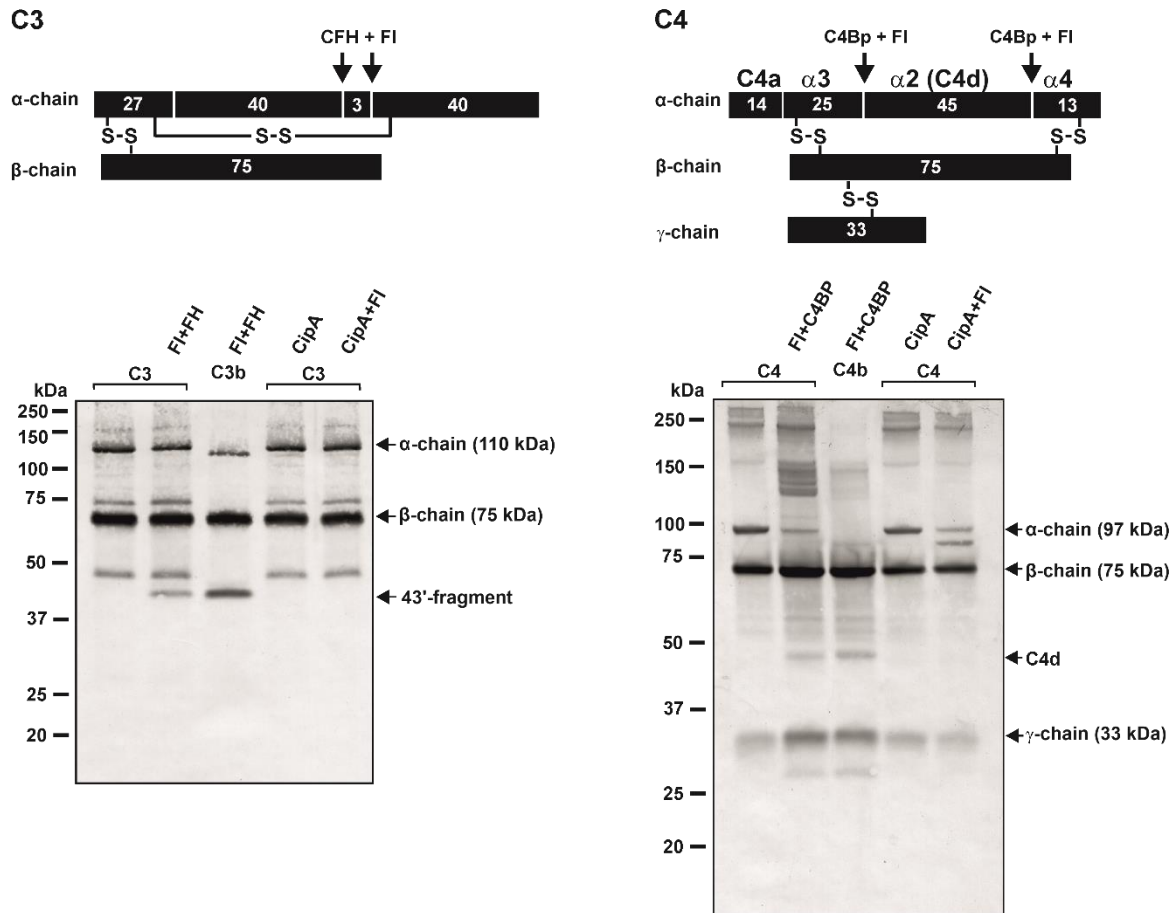 C3
CFH + FI
α-chain
27 40 3 40
S-S S-S
β-chain
75
FI+FH
FI+FH
CipA
CipA+FI
C3 C3b C3
kDa
250
150
100
75
50
37
25
20
α-chain (110 kDa)
β-chain (75 kDa)
43'-fragment
C4
C4Bp + FI C4Bp + FI
C4a α3 α2 (C4d) α4
α-chain
14 25 45 13
S-S S-S
β-chain
75
S-S
γ-chain
33
FI+C4BP
FI+C4BP
CipA
CipA+FI
C4 C4b C4
kDa
250
150
100
75
50
37
25
20
α-chain (97 kDa)
β-chain (75 kDa)
C4d
γ-chain (33 kDa)